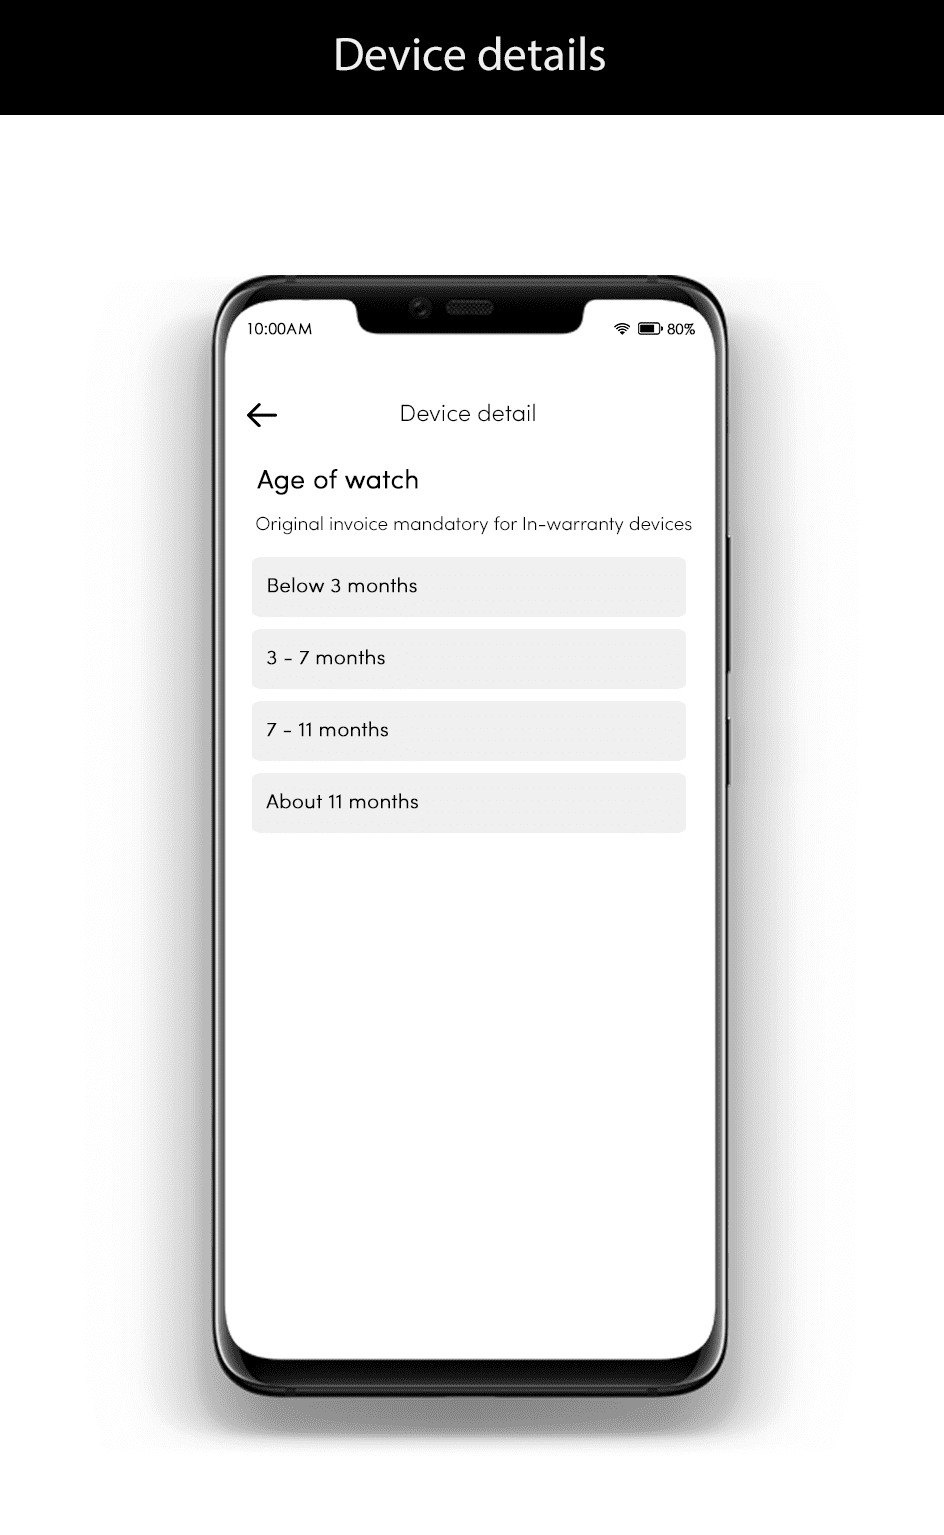 Device details
10:00AM
80%
Device detail
Age of watch
Original invoice mandatory for In-warranty devices
Below 3 months
3 - 7 months
7 - 11 months
About 11 months